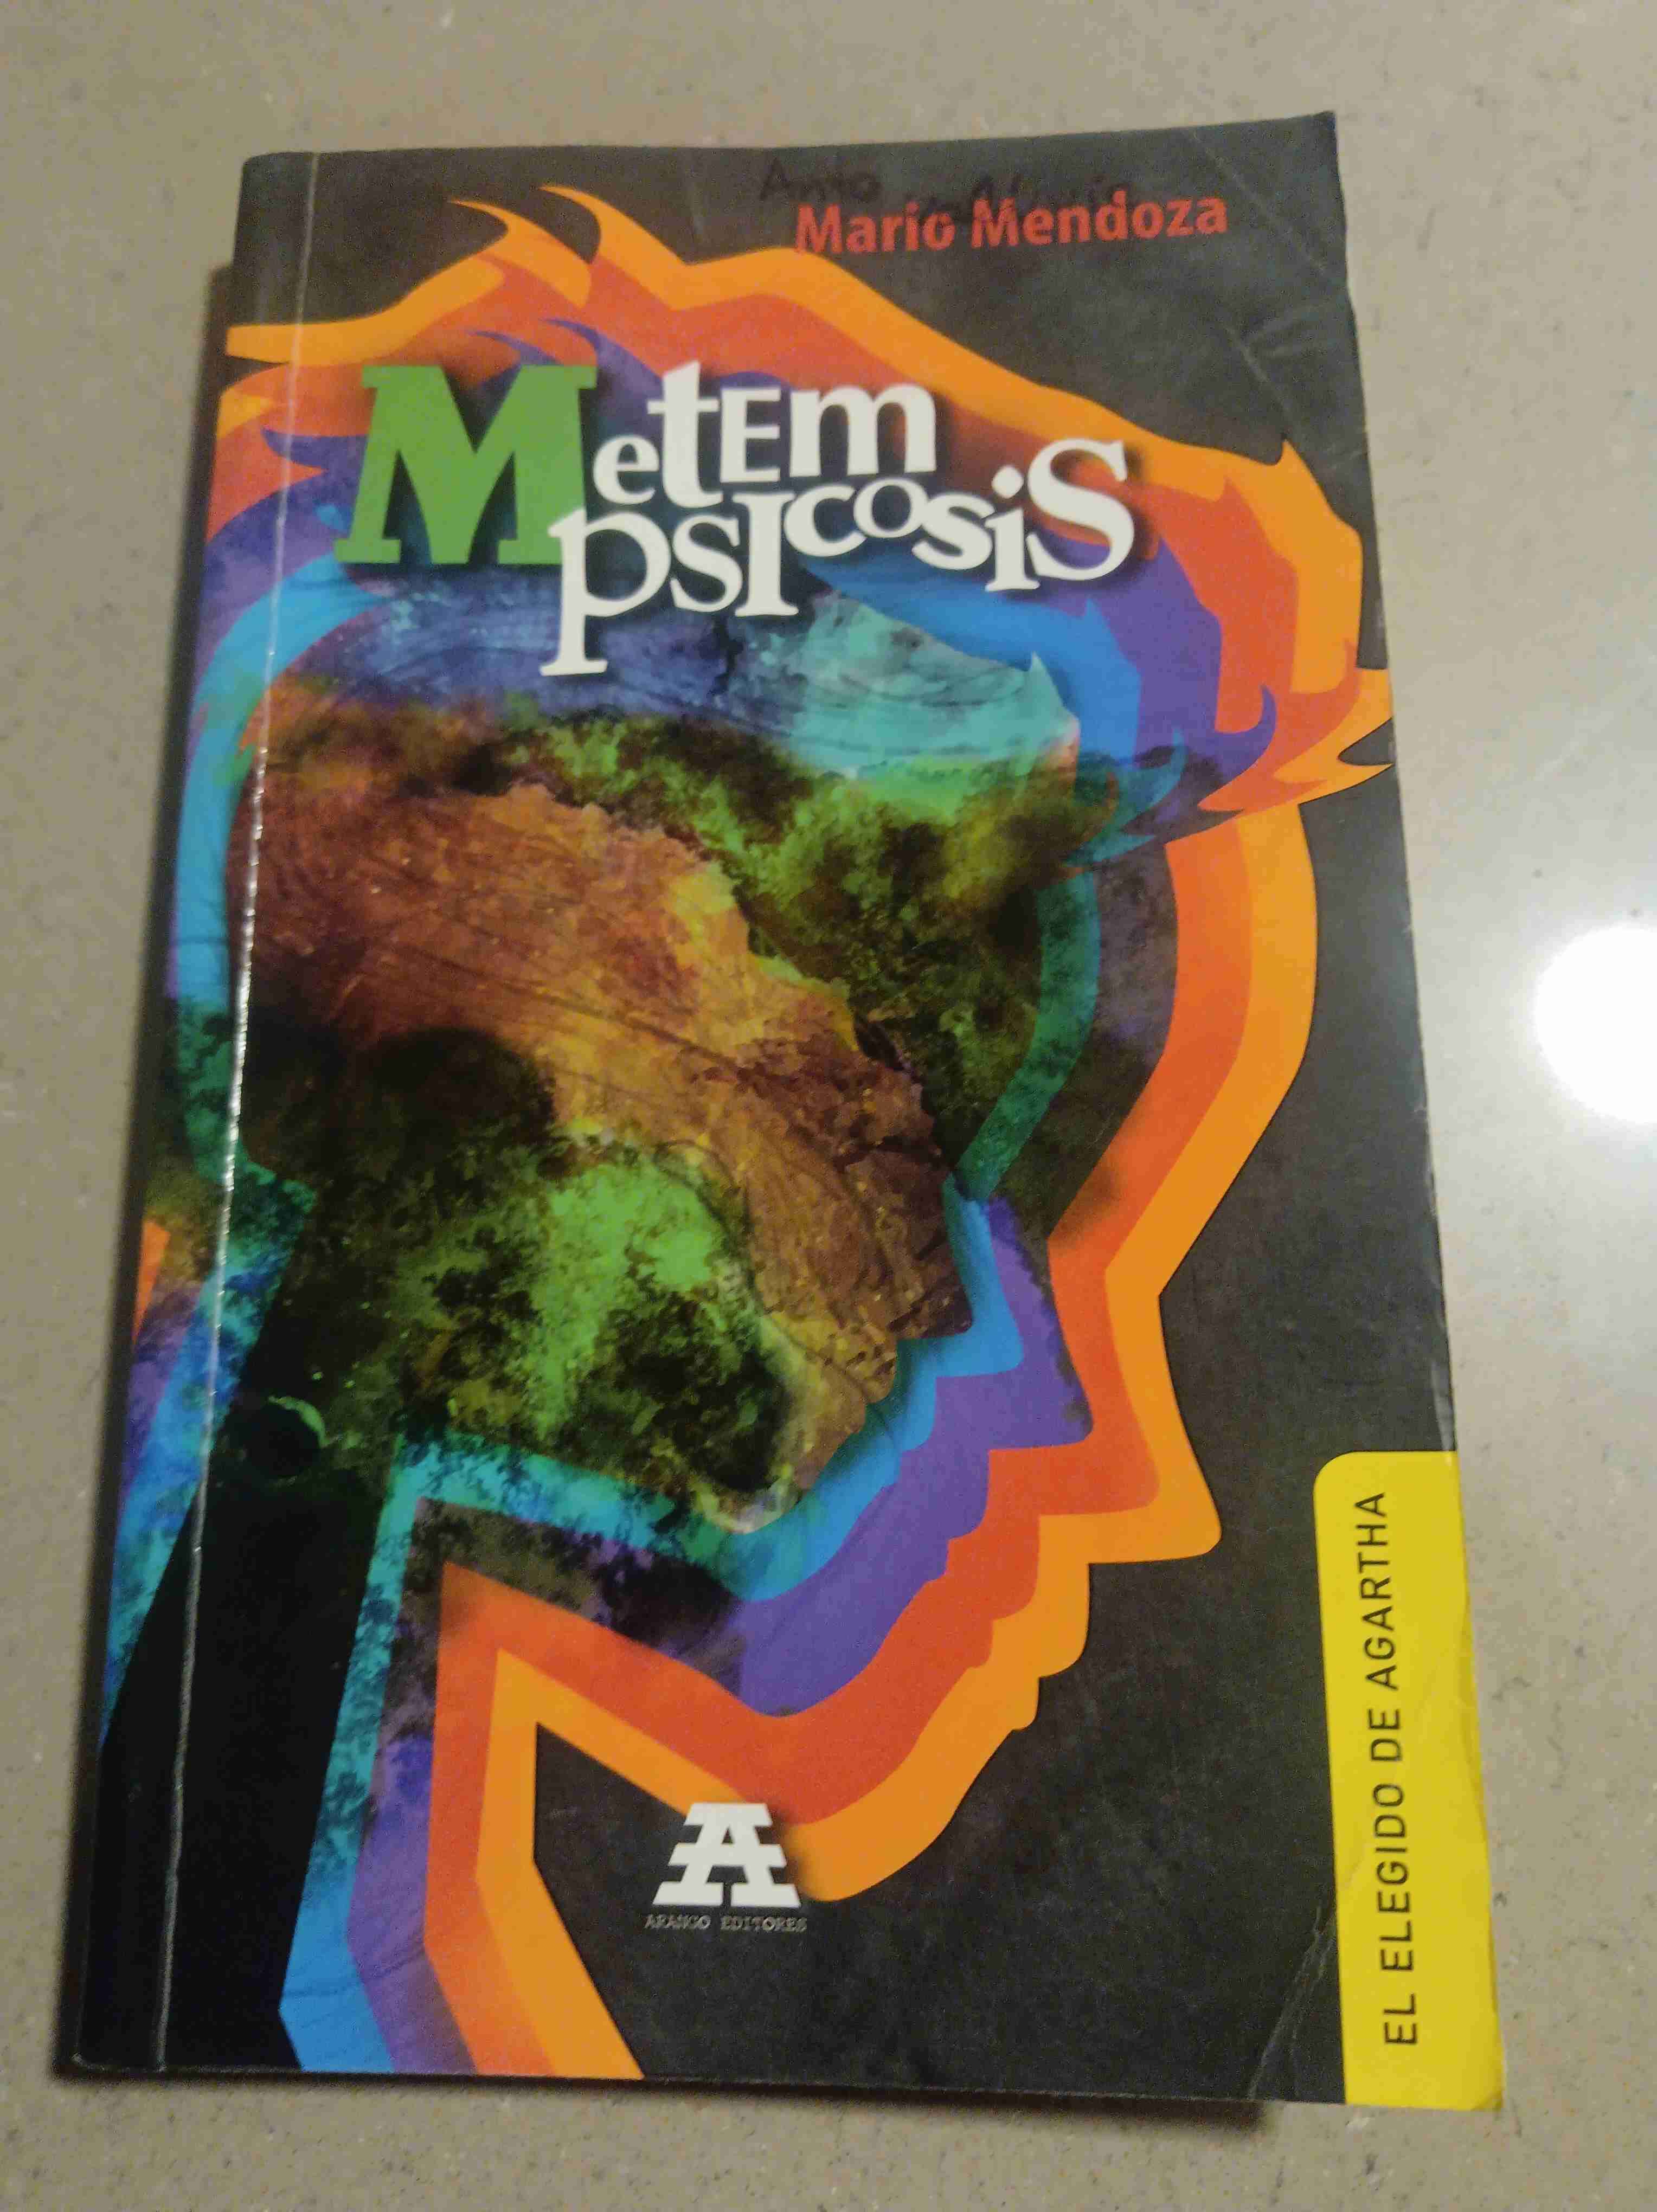 Mario Mendoza
MetEm
psIcosis
ARANGO EDITORES
EL ELEGIDO DE AGARTHA